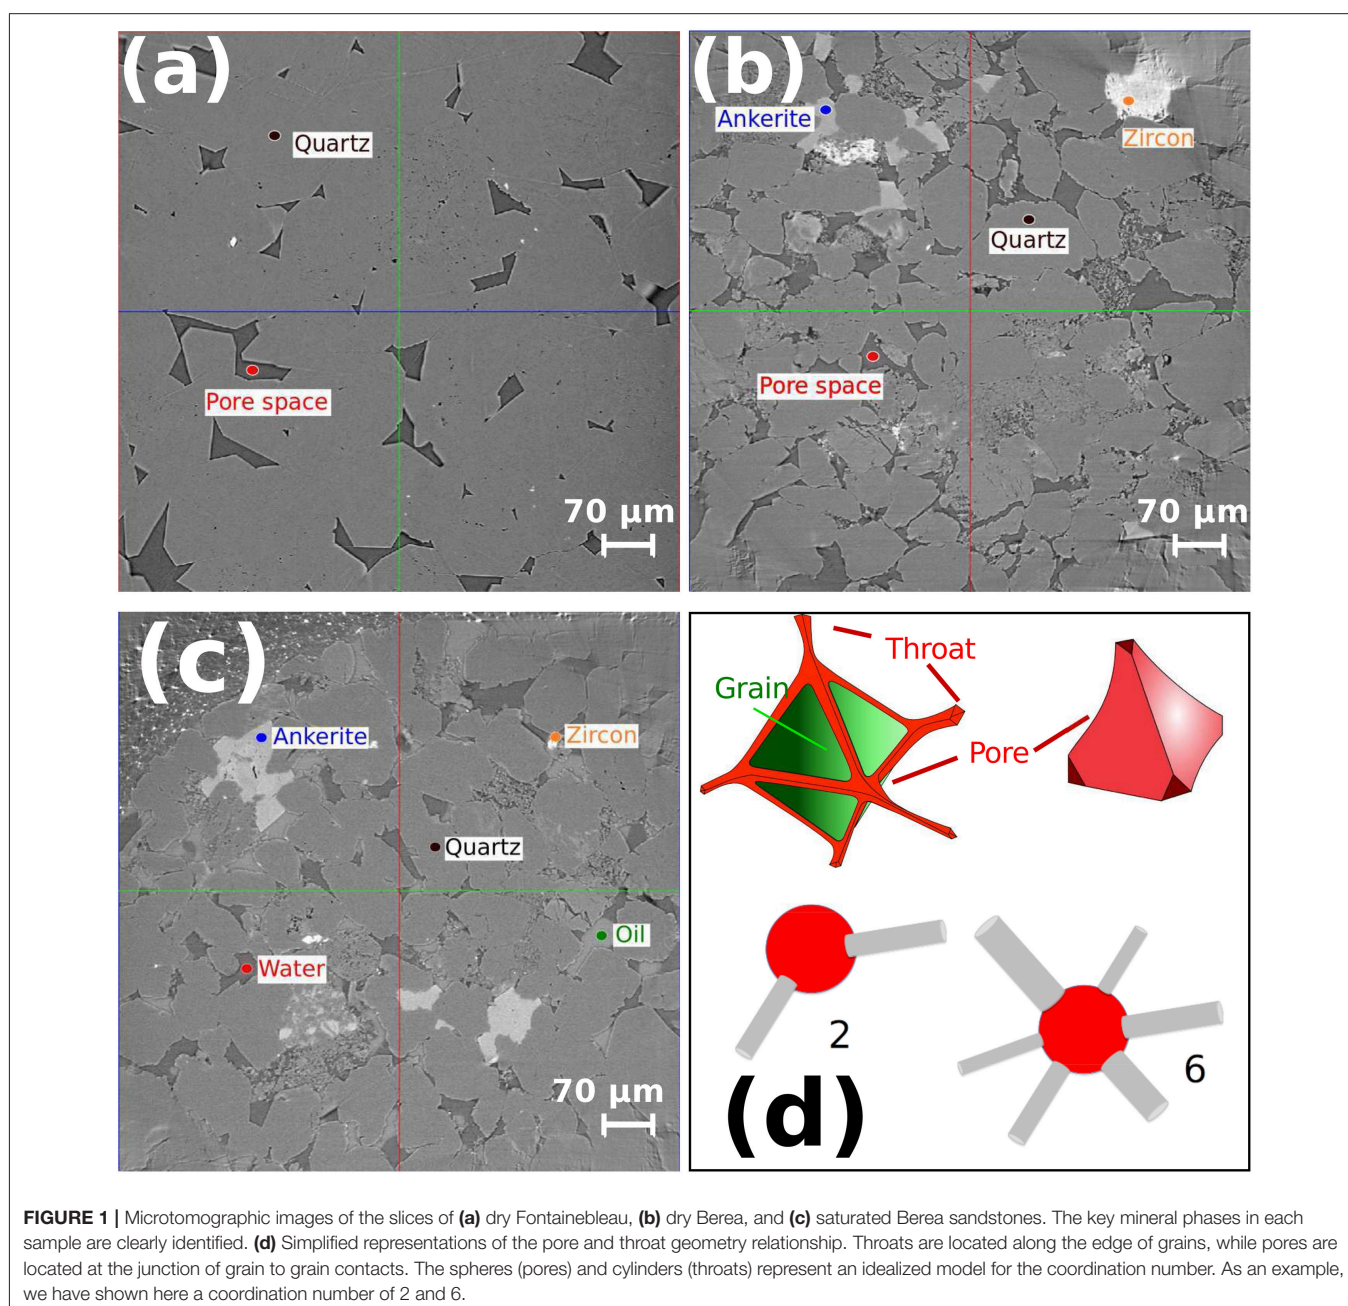 (a)
Quartz
Pore space
70 µm
(b)
Ankerite
Zircon
Quartz
Pore space
70 µm
(c)
Ankerite
Zircon
Quartz
Oil
Water
70 µm
Throat
Grain
Pore
2
6
(d)
FIGURE 1 | Microtomographic images of the slices of (a) dry Fontainebleau, (b) dry Berea, and (c) saturated Berea sandstones. The key mineral phases in each
sample are clearly identified. (d) Simplified representations of the pore and throat geometry relationship. Throats are located along the edge of grains, while pores are
located at the junction of grain to grain contacts. The spheres (pores) and cylinders (throats) represent an idealized model for the coordination number. As an example,
we have shown here a coordination number of 2 and 6.